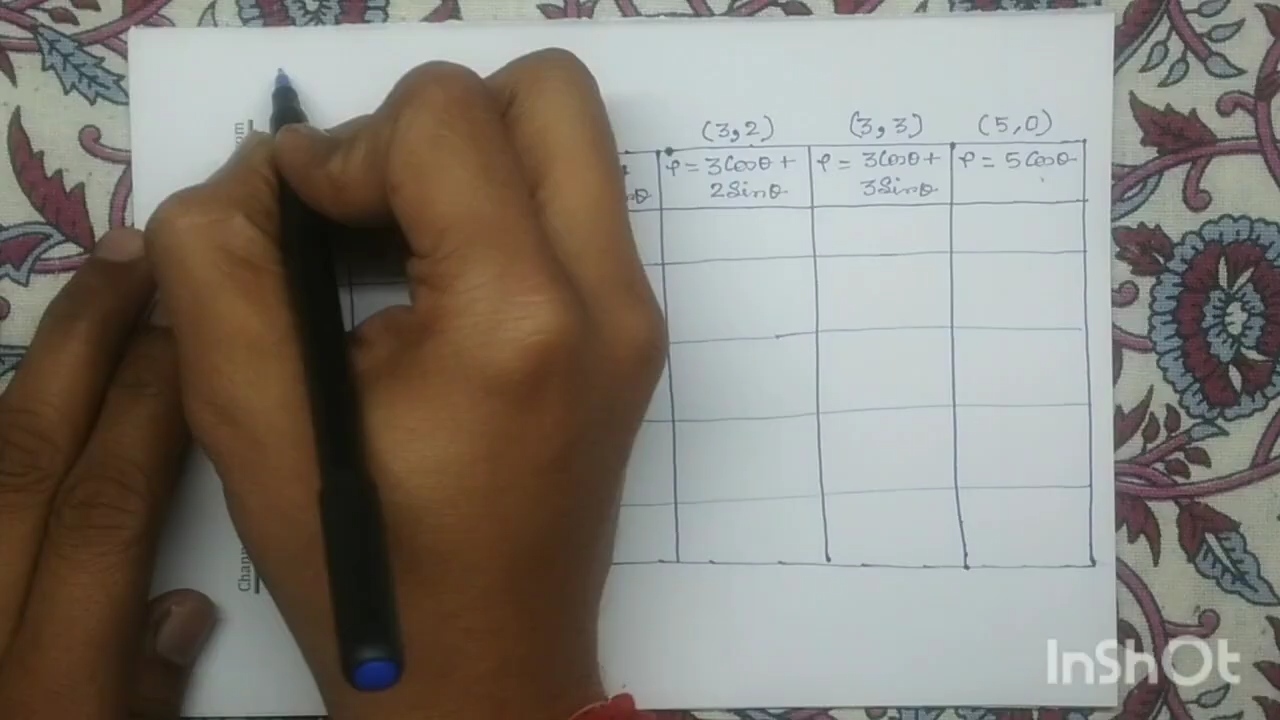 (3,2) (3,3) (5,0)
ρ = 3Cosθ + ρ = 3Cosθ + ρ = 5Cosθ
2Sinθ 3Sinθ
InShOt